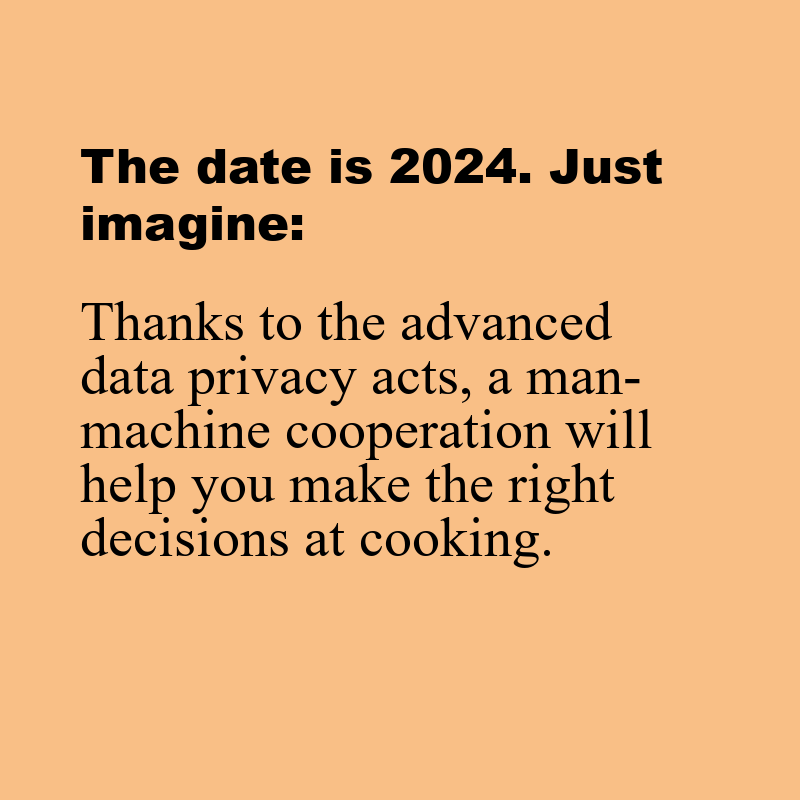 The date is 2024. Just
imagine:
Thanks to the advanced
data privacy acts, a man-
machine cooperation will
help you make the right
decisions at cooking.